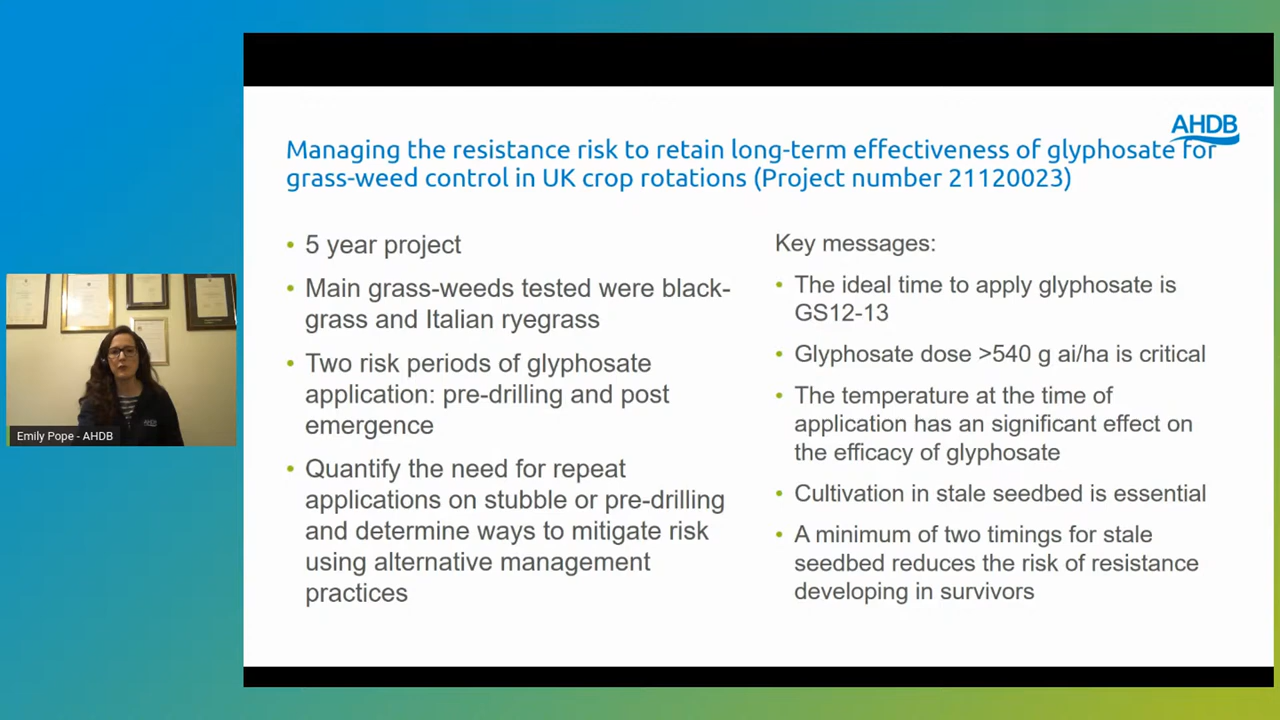 AHDB
Managing the resistance risk to retain long-term effectiveness of glyphosate for
grass-weed control in UK crop rotations (Project number 21120023)
• 5 year project
• Main grass-weeds tested were black-
grass and Italian ryegrass
• Two risk periods of glyphosate
application: pre-drilling and post
emergence
• Quantify the need for repeat
applications on stubble or pre-drilling
and determine ways to mitigate risk
using alternative management
practices
Key messages:
• The ideal time to apply glyphosate is
GS12-13
• Glyphosate dose >540 g ai/ha is critical
• The temperature at the time of
application has an significant effect on
the efficacy of glyphosate
• Cultivation in stale seedbed is essential
• A minimum of two timings for stale
seedbed reduces the risk of resistance
developing in survivors
Emily Pope - AHDB